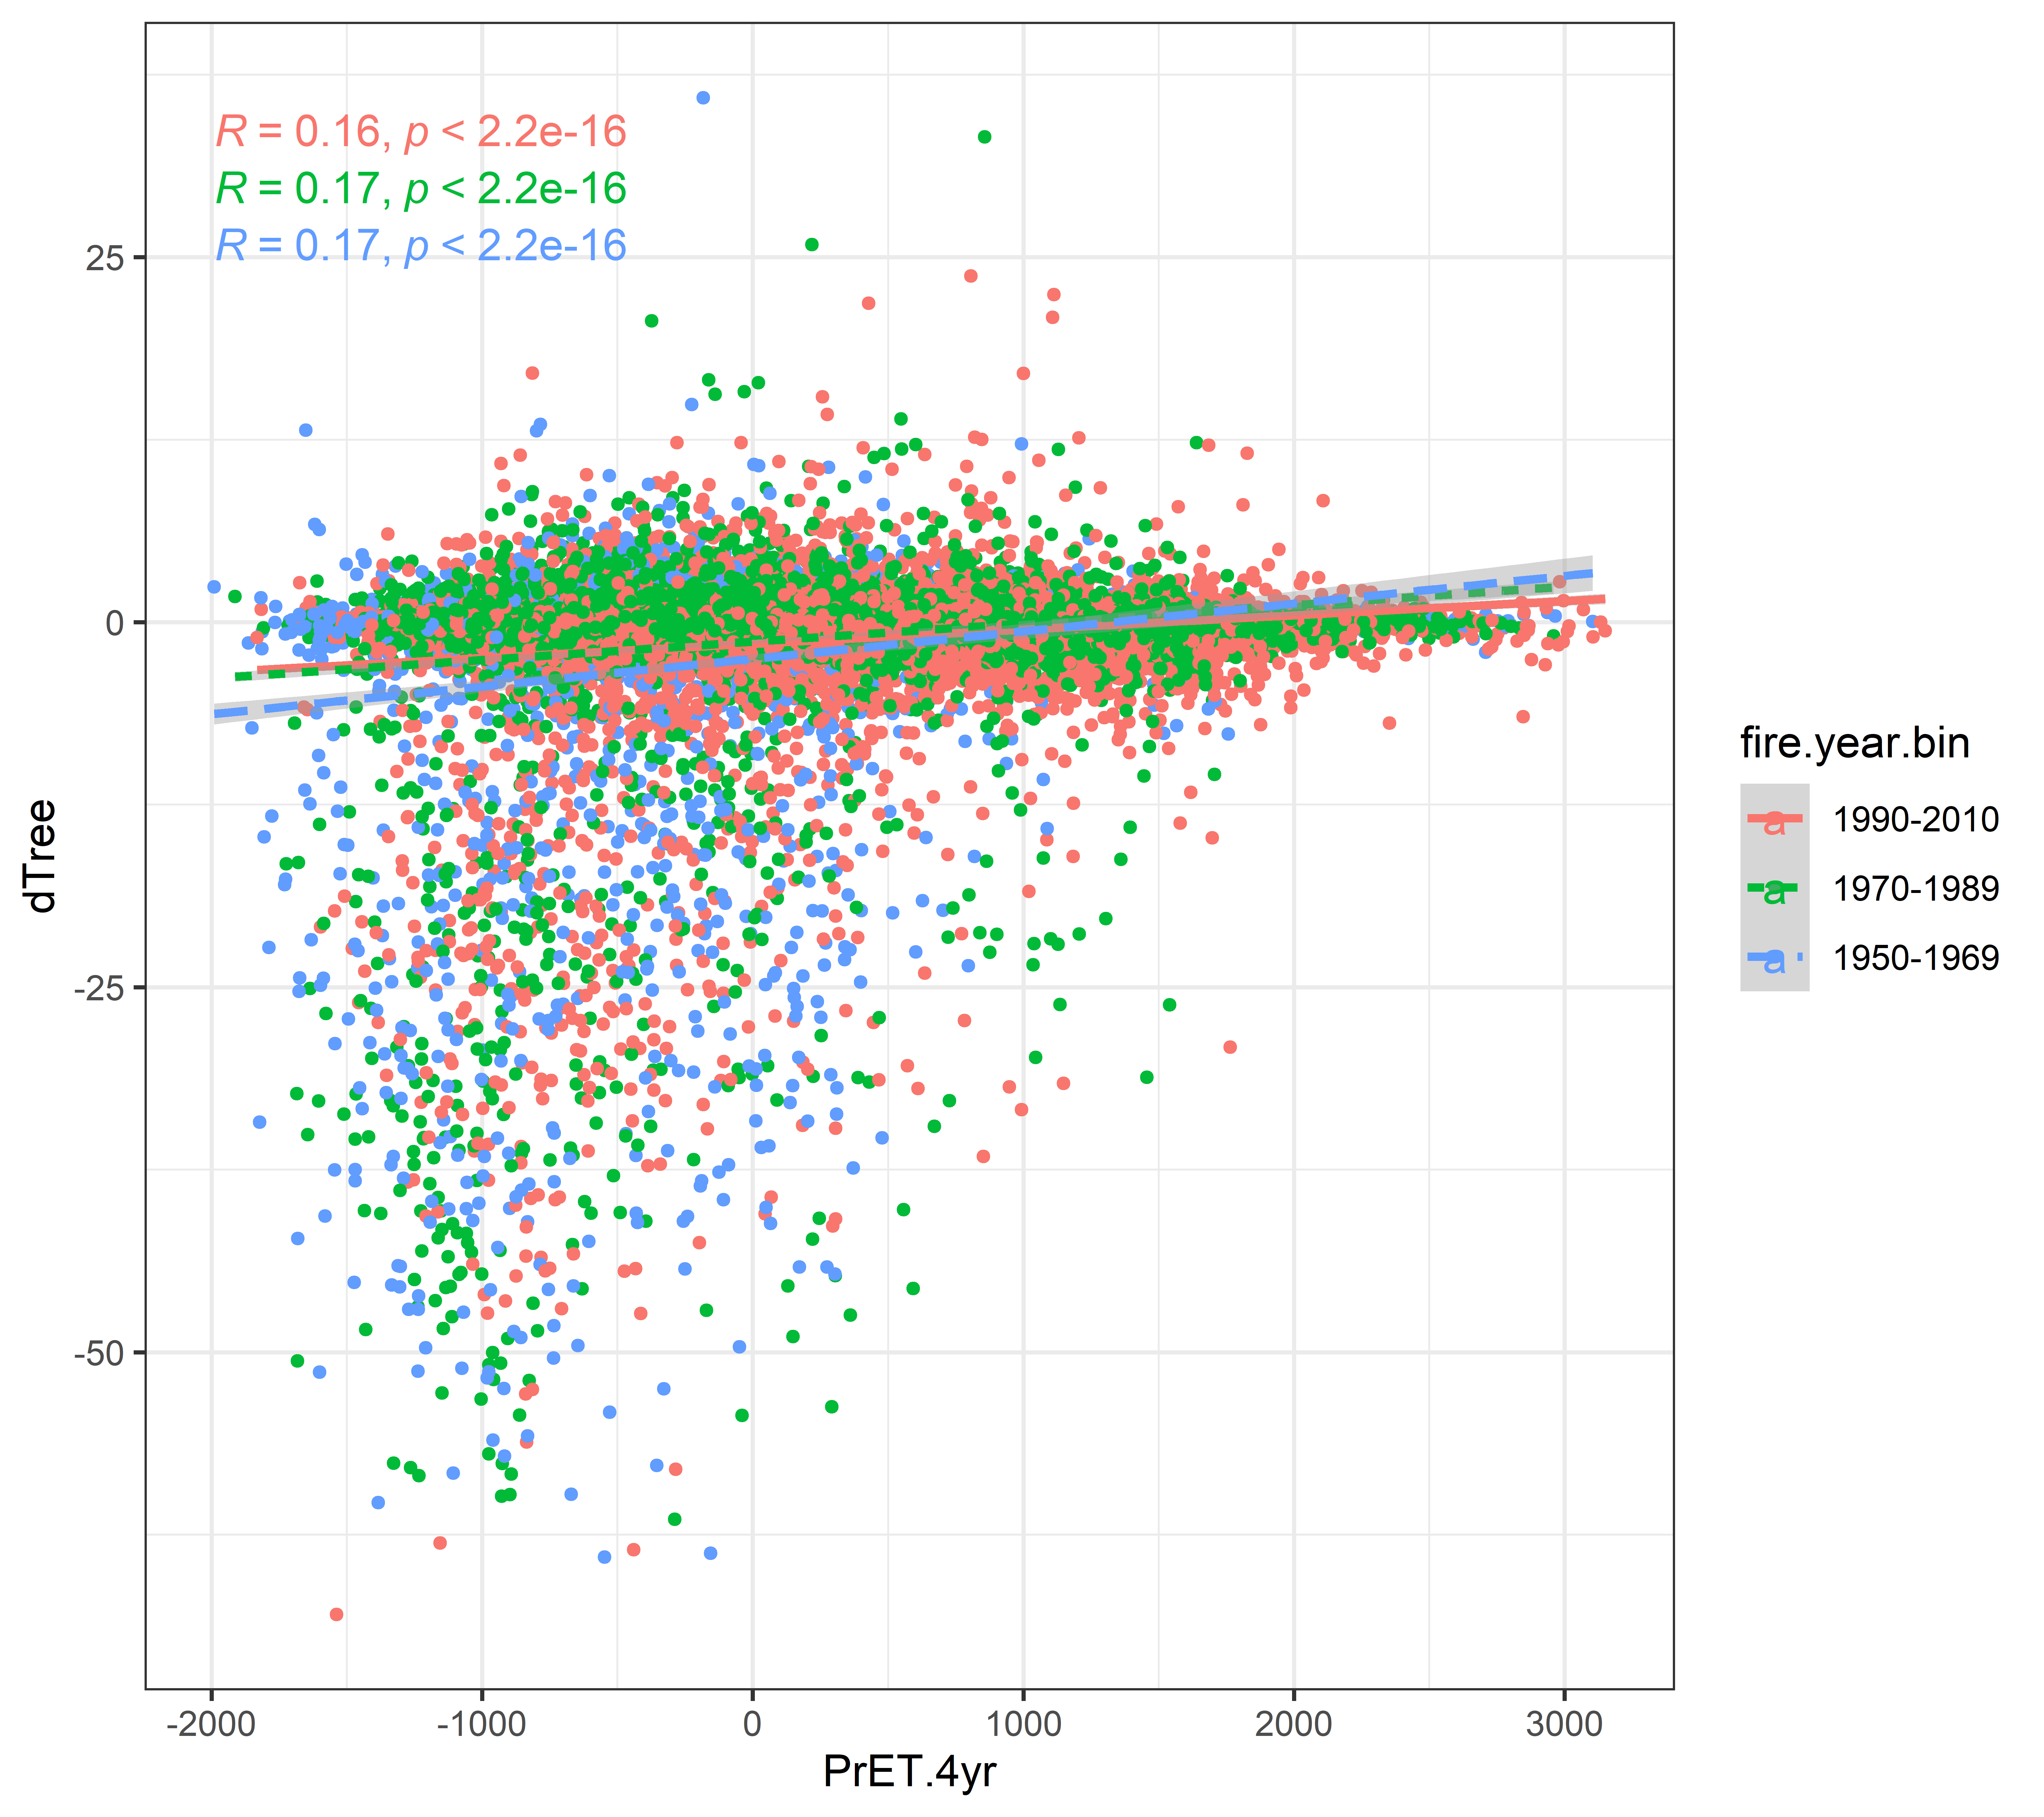 R = 0.16, p < 2.2e-16
R = 0.17, p < 2.2e-16
R = 0.17, p < 2.2e-16
25
0
-25
-50
dTree
-2000 -1000 0 1000 2000 3000
PrET.4yr
fire.year.bin
a 1990-2010
a 1970-1989
a 1950-1969